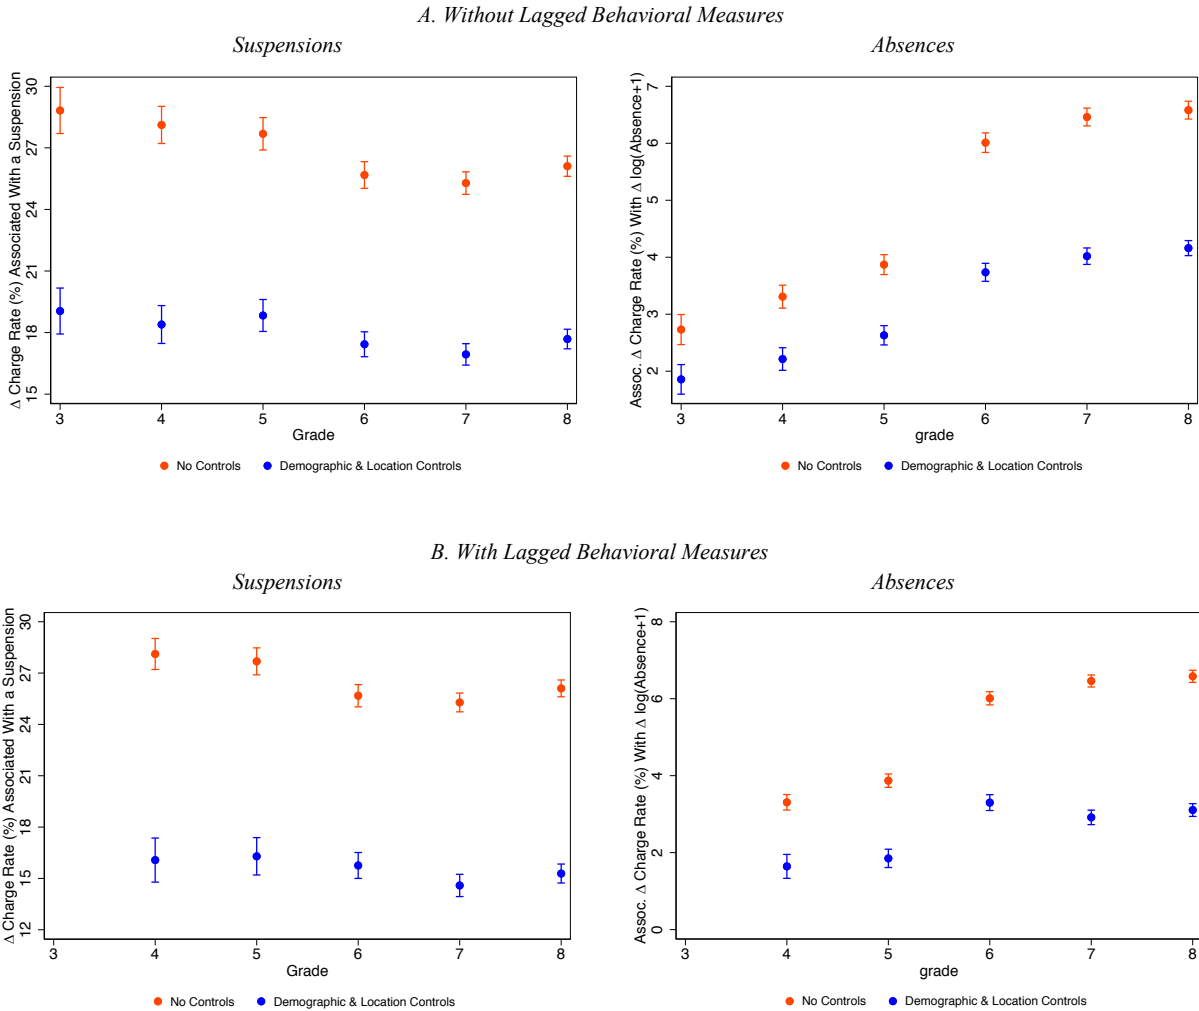 A. Without Lagged Behavioral Measures
Suspensions
Δ Charge Rate (%) Associated With a Suspension
30
27
24
21
18
15
3 4 5 6 7 8
Grade
No Controls Demographic & Location Controls
Absences
Assoc. Δ Charge Rate (%) With Δ log(Absence+1)
7
6
5
4
3
2
3 4 5 6 7 8
grade
No Controls Demographic & Location Controls
B. With Lagged Behavioral Measures
Suspensions
Δ Charge Rate (%) Associated With a Suspension
30
27
24
21
18
15
12
3 4 5 6 7 8
Grade
No Controls Demographic & Location Controls
Absences
Assoc. Δ Charge Rate (%) With Δ log(Absence+1)
8
6
4
2
0
3 4 5 6 7 8
grade
No Controls Demographic & Location Controls